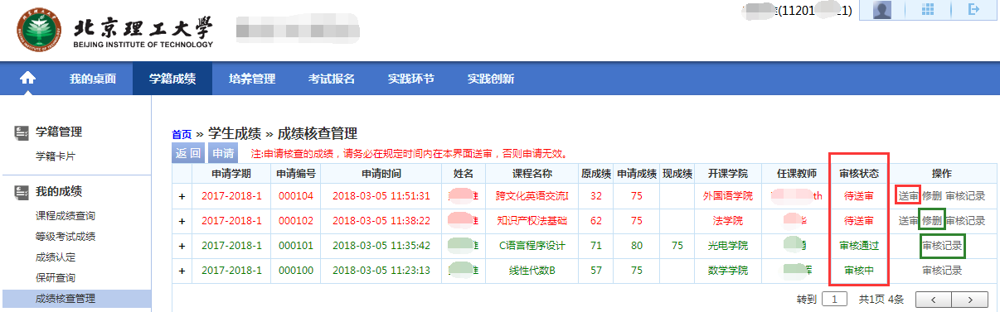 (11201 1)
北京理工大学
BEIJING INSTITUTE OF TECHNOLOGY
我的桌面 学籍成绩 培养管理 考试报名 实践环节 实践创新
学籍管理
学籍卡片
我的成绩
课程成绩查询
等级考试成绩
成绩认定
保研查询
成绩核查管理
首页 » 学生成绩 » 成绩核查管理
返 回 申请 注:申请核查的成绩，请务必在规定时间内在本界面送审，否则申请无效。
申请学期 申请编号 申请时间 姓名 课程名称 原成绩 申请成绩 现成绩 开课学院 任课教师 审核状态 操作
+ 2017-2018-1 000104 2018-03-05 11:51:31 跨文化英语交流I 32 75 外国语学院 th 待送审 送审 修删 审核记录
+ 2017-2018-1 000102 2018-03-05 11:38:22 知识产权法基础 62 75 法学院 待送审 送审 修删 审核记录
+ 2017-2018-1 000101 2018-03-05 11:35:42 C语言程序设计 71 80 75 光电学院 审核通过 审核记录
+ 2017-2018-1 000100 2018-03-05 11:23:13 线性代数B 57 75 数学学院 审核中 审核记录
转到 1 共1页 4条 < >